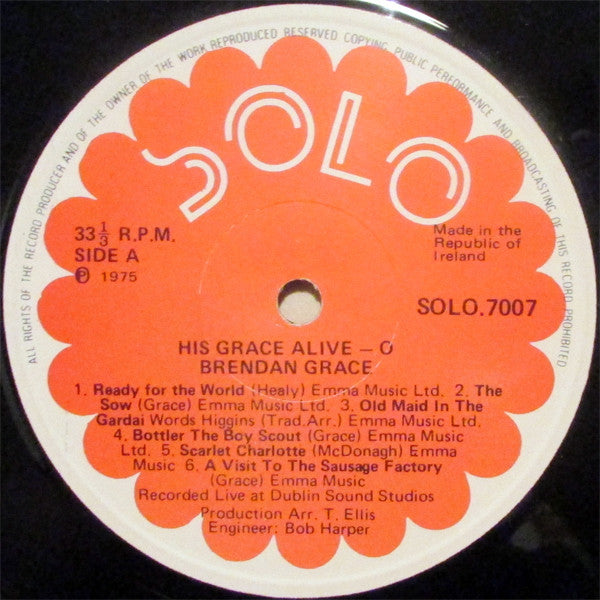 ALL RIGHTS OF THE RECORD PRODUCER AND OF THE OWNER OF THE WORK REPRODUCED RESERVED COPYING, PUBLIC PERFORMANCE AND BROADCASTING OF THIS RECORD PROHIBITED
SOLO
33⅓ R.P.M.
SIDE A
Ⓟ 1975
Made in the
Republic of
Ireland
SOLO.7007
HIS GRACE ALIVE – O
BRENDAN GRACE
1. Ready for the World (Healy) Emma Music Ltd. 2. The
Sow (Grace) Emma Music Ltd. 3. Old Maid In The
Gardai Words Higgins (Trad.Arr.) Emma Music Ltd.
4. Bottler The Boy Scout (Grace) Emma Music
Ltd. 5. Scarlet Charlotte (McDonagh) Emma
Music 6. A Visit To The Sausage Factory
(Grace) Emma Music
Recorded Live at Dublin Sound Studios
Production Arr. T. Ellis
Engineer: Bob Harper